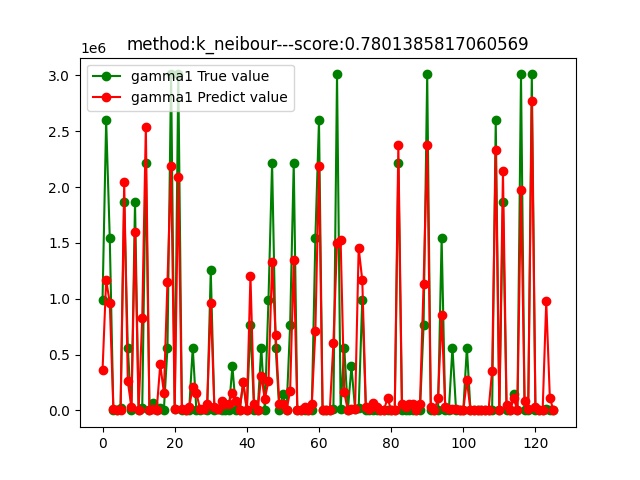 method:k_neibour---score:0.7801385817060569
1e6
gamma1 True value
gamma1 Predict value
3.0
2.5
2.0
1.5
1.0
0.5
0.0
0 20 40 60 80 100 120